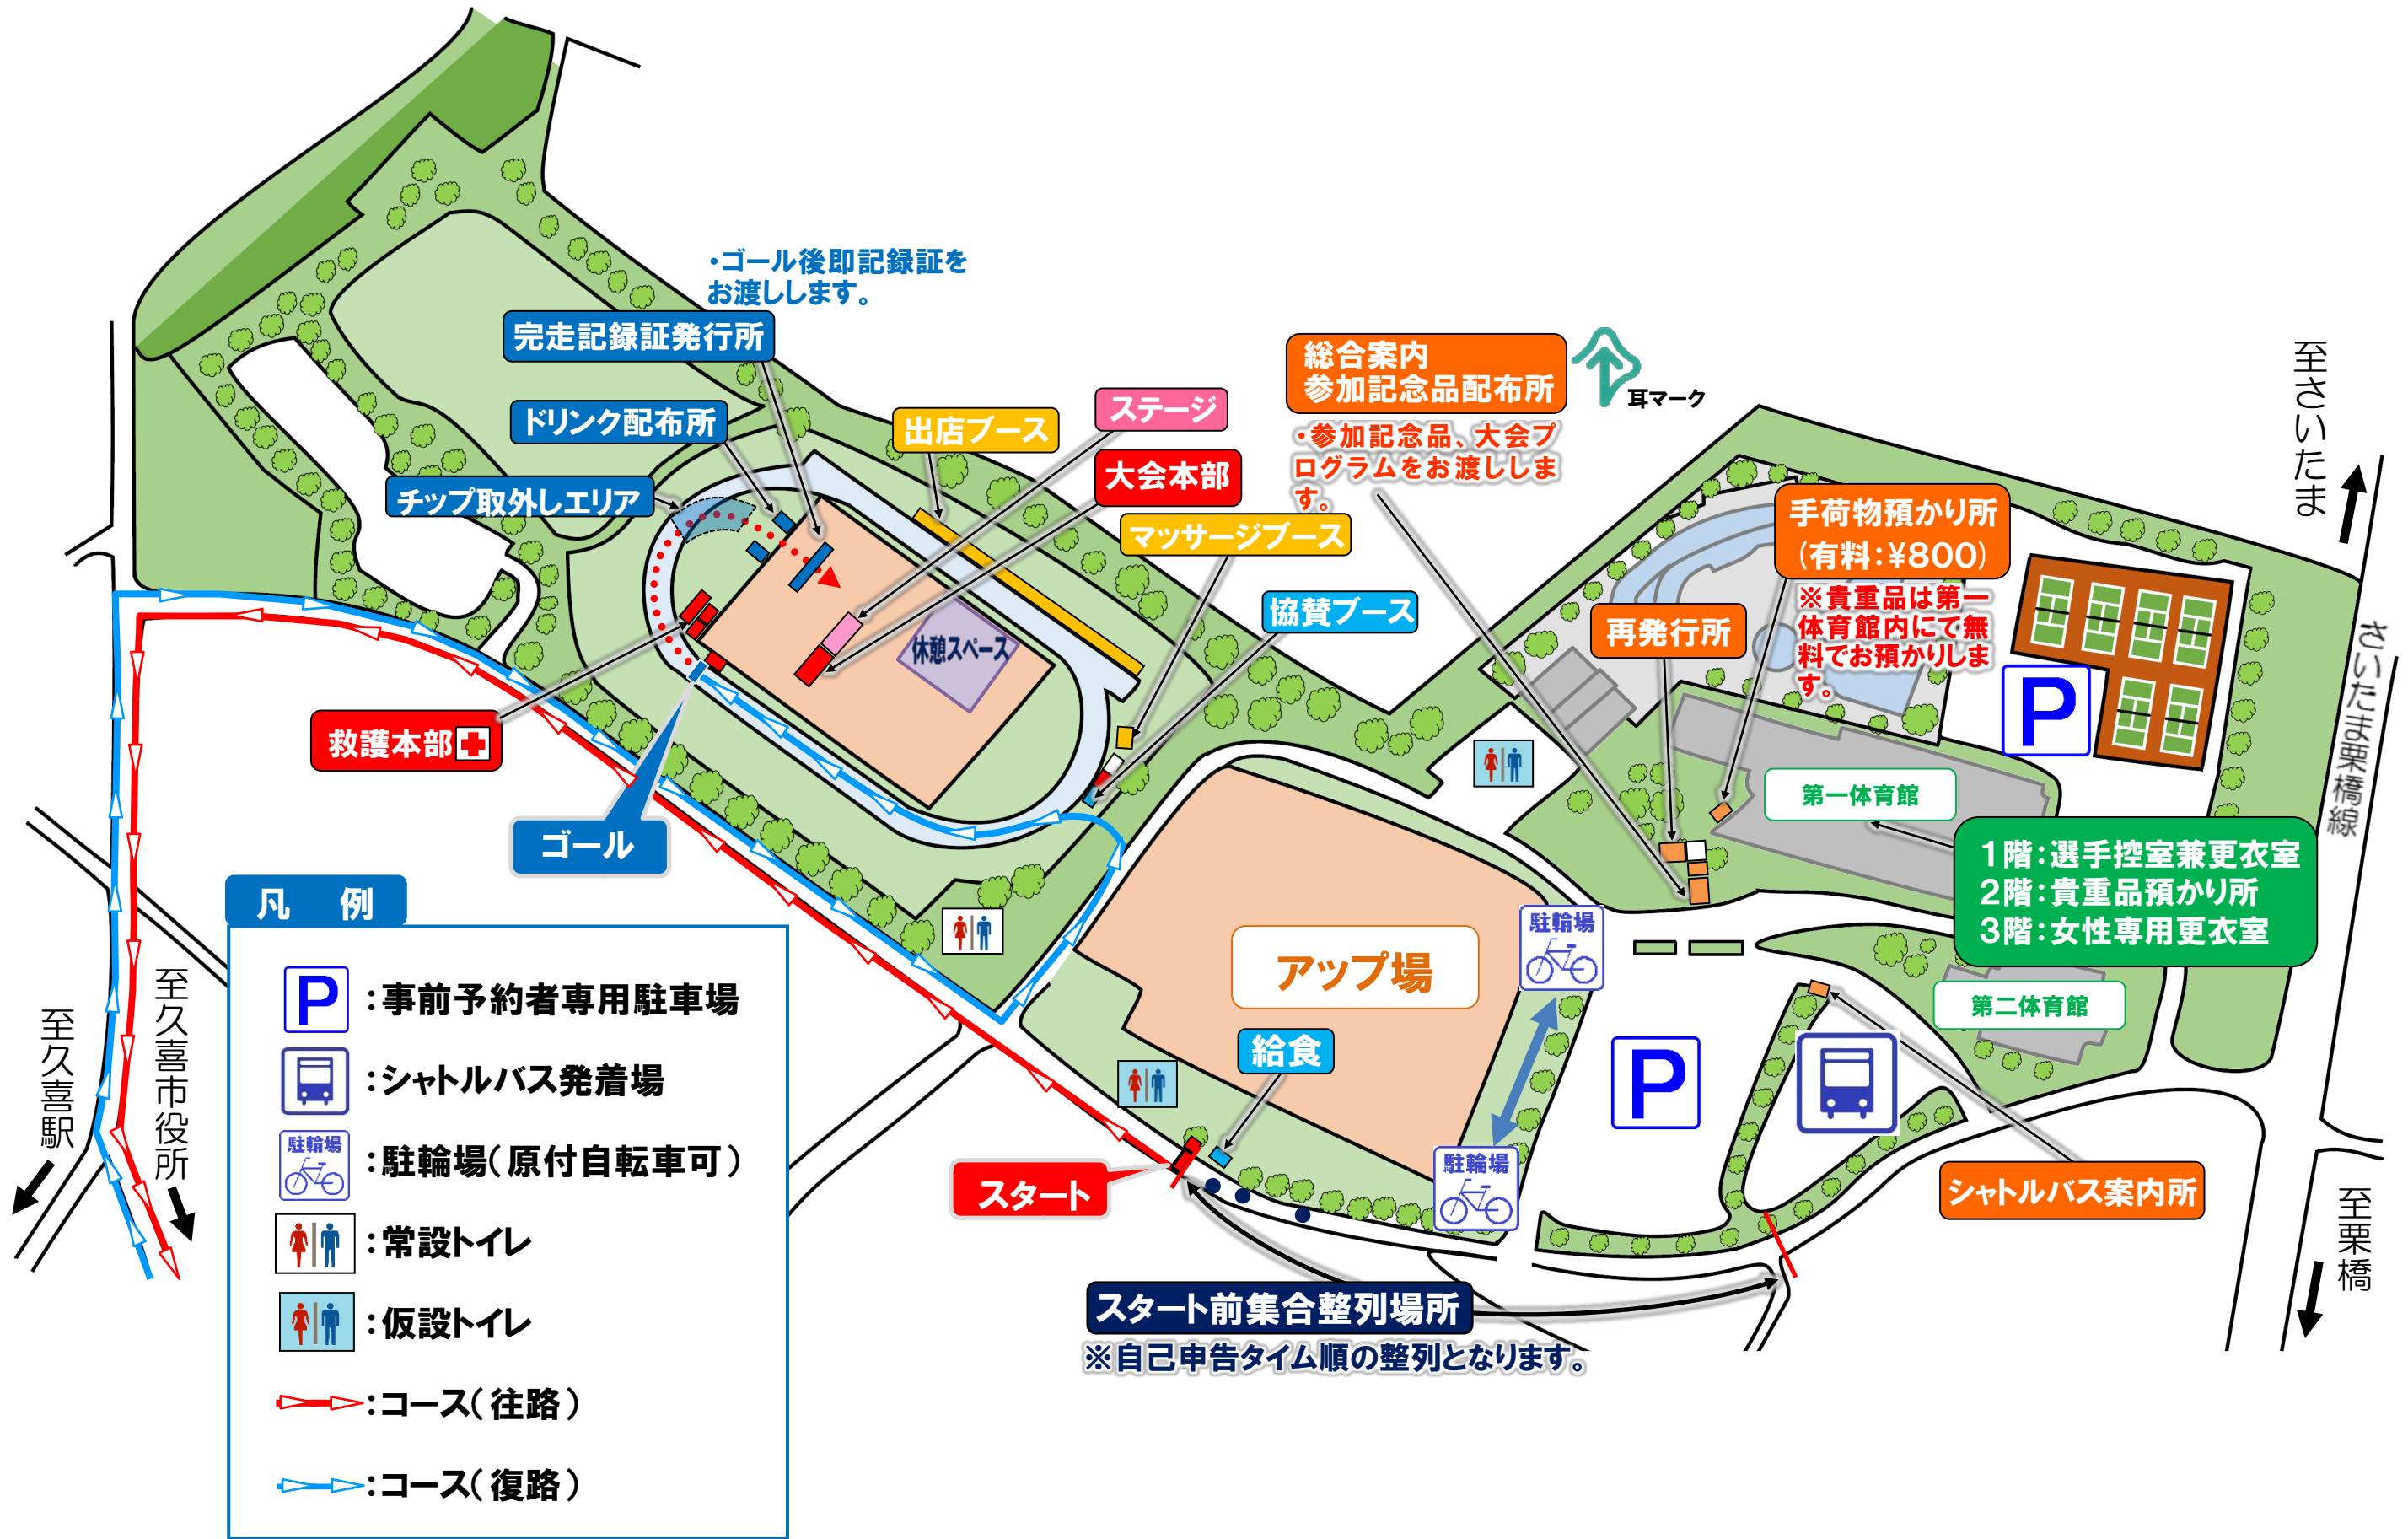 ・ゴール後即記録証を
お渡しします。
完走記録証発行所
ドリンク配布所
チップ取外しエリア
出店ブース
ステージ
大会本部
マッサージブース
協賛ブース
総合案内
参加記念品配布所
耳マーク
・参加記念品、大会プ
ログラムをお渡ししま
す。
手荷物預かり所
(有料:¥800)
※貴重品は第一
体育館内にて無
料でお預かりしま
す。
再発行所
至さいたま
さいたま栗橋線
P
休憩スペース
救護本部
ゴール
第一体育館
1階:選手控室兼更衣室
2階:貴重品預かり所
3階:女性専用更衣室
第二体育館
駐輪場
アップ場
給食
P
駐輪場
スタート
シャトルバス案内所
スタート前集合整列場所
※自己申告タイム順の整列となります。
至栗橋
至久喜駅
至久喜市役所
凡 例
P
:事前予約者専用駐車場
:シャトルバス発着場
駐輪場
:駐輪場(原付自転車可)
:常設トイレ
:仮設トイレ
:コース(往路)
:コース(復路)